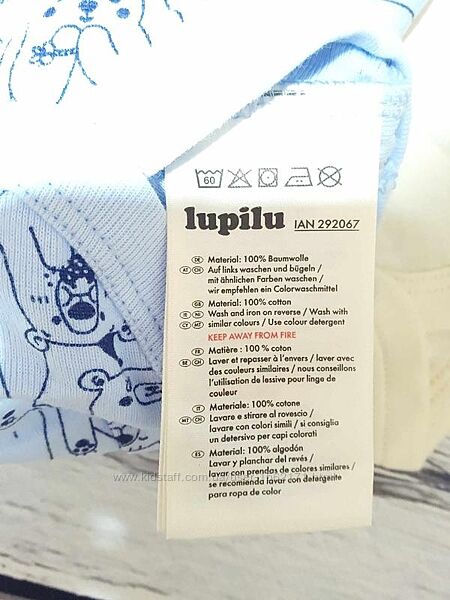 60
lupilu IAN 292067
DE Material: 100% Baumwolle
AT CH Auf links waschen und bügeln /
mit ähnlichen Farben waschen /
wir empfehlen ein Colorwaschmittel
GB Material: 100% cotton
IE NI Wash and iron on reverse / Wash with
CY MT similar colours / Use colour detergent
KEEP AWAY FROM FIRE
FR Matière : 100 % coton
BE CH Laver et repasser à l'envers / laver avec
des couleurs similaires / nous conseillons
l'utilisation de lessive pour linge de
couleur
IT Materiale: 100% cotone
MT CH Lavare e stirare al rovescio /
lavare con colori simili / si consiglia
un detersivo per capi colorati
ES Material: 100% algodón
Lavar y planchar del revés /
lavar con prendas de colores similares /
se recomienda lavar con detergente
para ropa de color